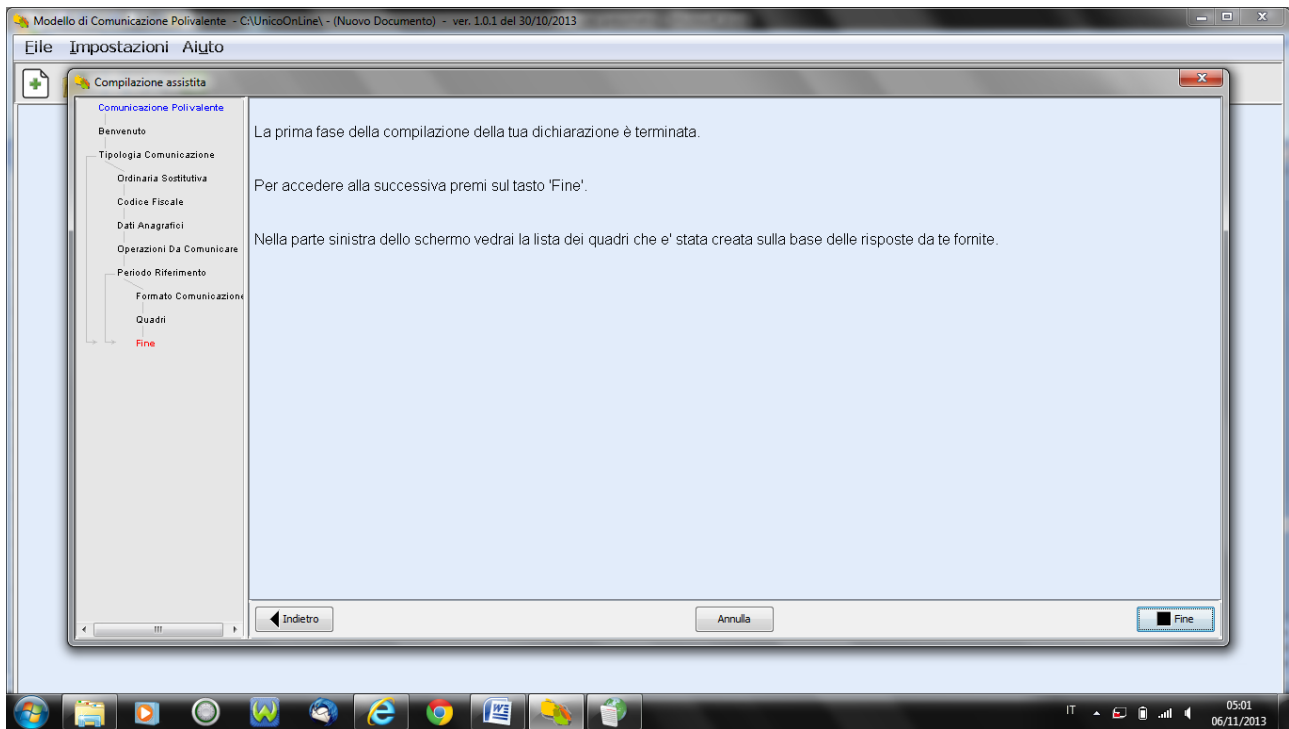 Modello di Comunicazione Polivalente - C:\UnicoOnLine\ - (Nuovo Documento) - ver. 1.0.1 del 30/10/2013
File Impostazioni Aiuto
Compilazione assistita
Comunicazione Polivalente
Benvenuto
Tipologia Comunicazione
Ordinaria Sostitutiva
Codice Fiscale
Dati Anagrafici
Operazioni Da Comunicare
Periodo Riferimento
Formato Comunicazione
Quadri
Fine
La prima fase della compilazione della tua dichiarazione è terminata.
Per accedere alla successiva premi sul tasto 'Fine'.
Nella parte sinistra dello schermo vedrai la lista dei quadri che e' stata creata sulla base delle risposte da te fornite.
Indietro
Annulla
Fine
IT
05:01
06/11/2013